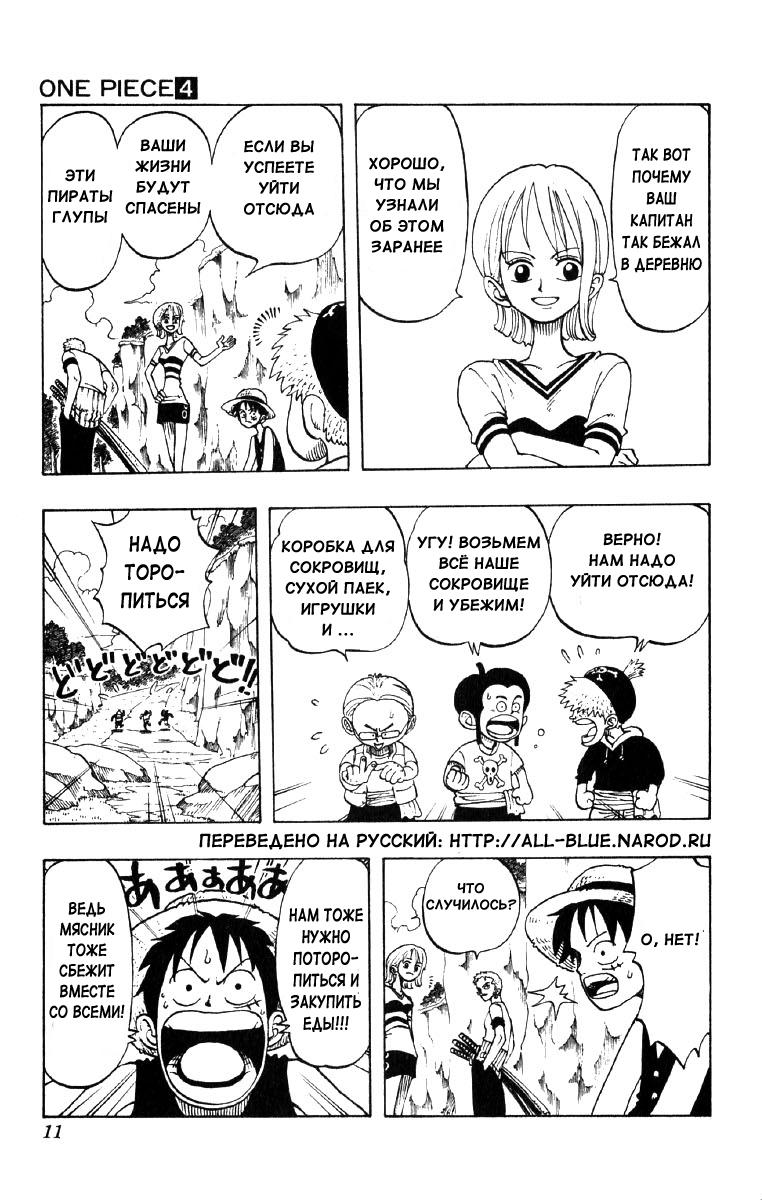 ONE PIECE 4
ТАК ВОТ
ПОЧЕМУ
ВАШ
КАПИТАН
ТАК БЕЖАЛ
В ДЕРЕВНЮ
ХОРОШО,
ЧТО МЫ
УЗНАЛИ
ОБ ЭТОМ
ЗАРАНЕЕ
ЕСЛИ ВЫ
УСПЕЕТЕ
УЙТИ
ОТСЮДА
ВАШИ
ЖИЗНИ
БУДУТ
СПАСЕНЫ
ЭТИ
ПИРАТЫ
ГЛУПЫ
ВЕРНО!
НАМ НАДО
УЙТИ ОТСЮДА!
УГУ! ВОЗЬМЕМ
ВСЁ НАШЕ
СОКРОВИЩЕ
И УБЕЖИМ!
КОРОБКА ДЛЯ
СОКРОВИЩ,
СУХОЙ ПАЕК,
ИГРУШКИ
И ...
НАДО
ТОРО-
ПИТЬСЯ
どどどどどど!!
ПЕРЕВЕДЕНО НА РУССКИЙ: HTTP://ALL-BLUE.NAROD.RU
О, НЕТ!
ЧТО
СЛУЧИЛОСЬ?
НАМ ТОЖЕ
НУЖНО
ПОТОРО-
ПИТЬСЯ И
ЗАКУПИТЬ
ЕДЫ!!!
あぁぁああ
ВЕДЬ
МЯСНИК
ТОЖЕ
СБЕЖИТ
ВМЕСТЕ
СО ВСЕМИ!
11